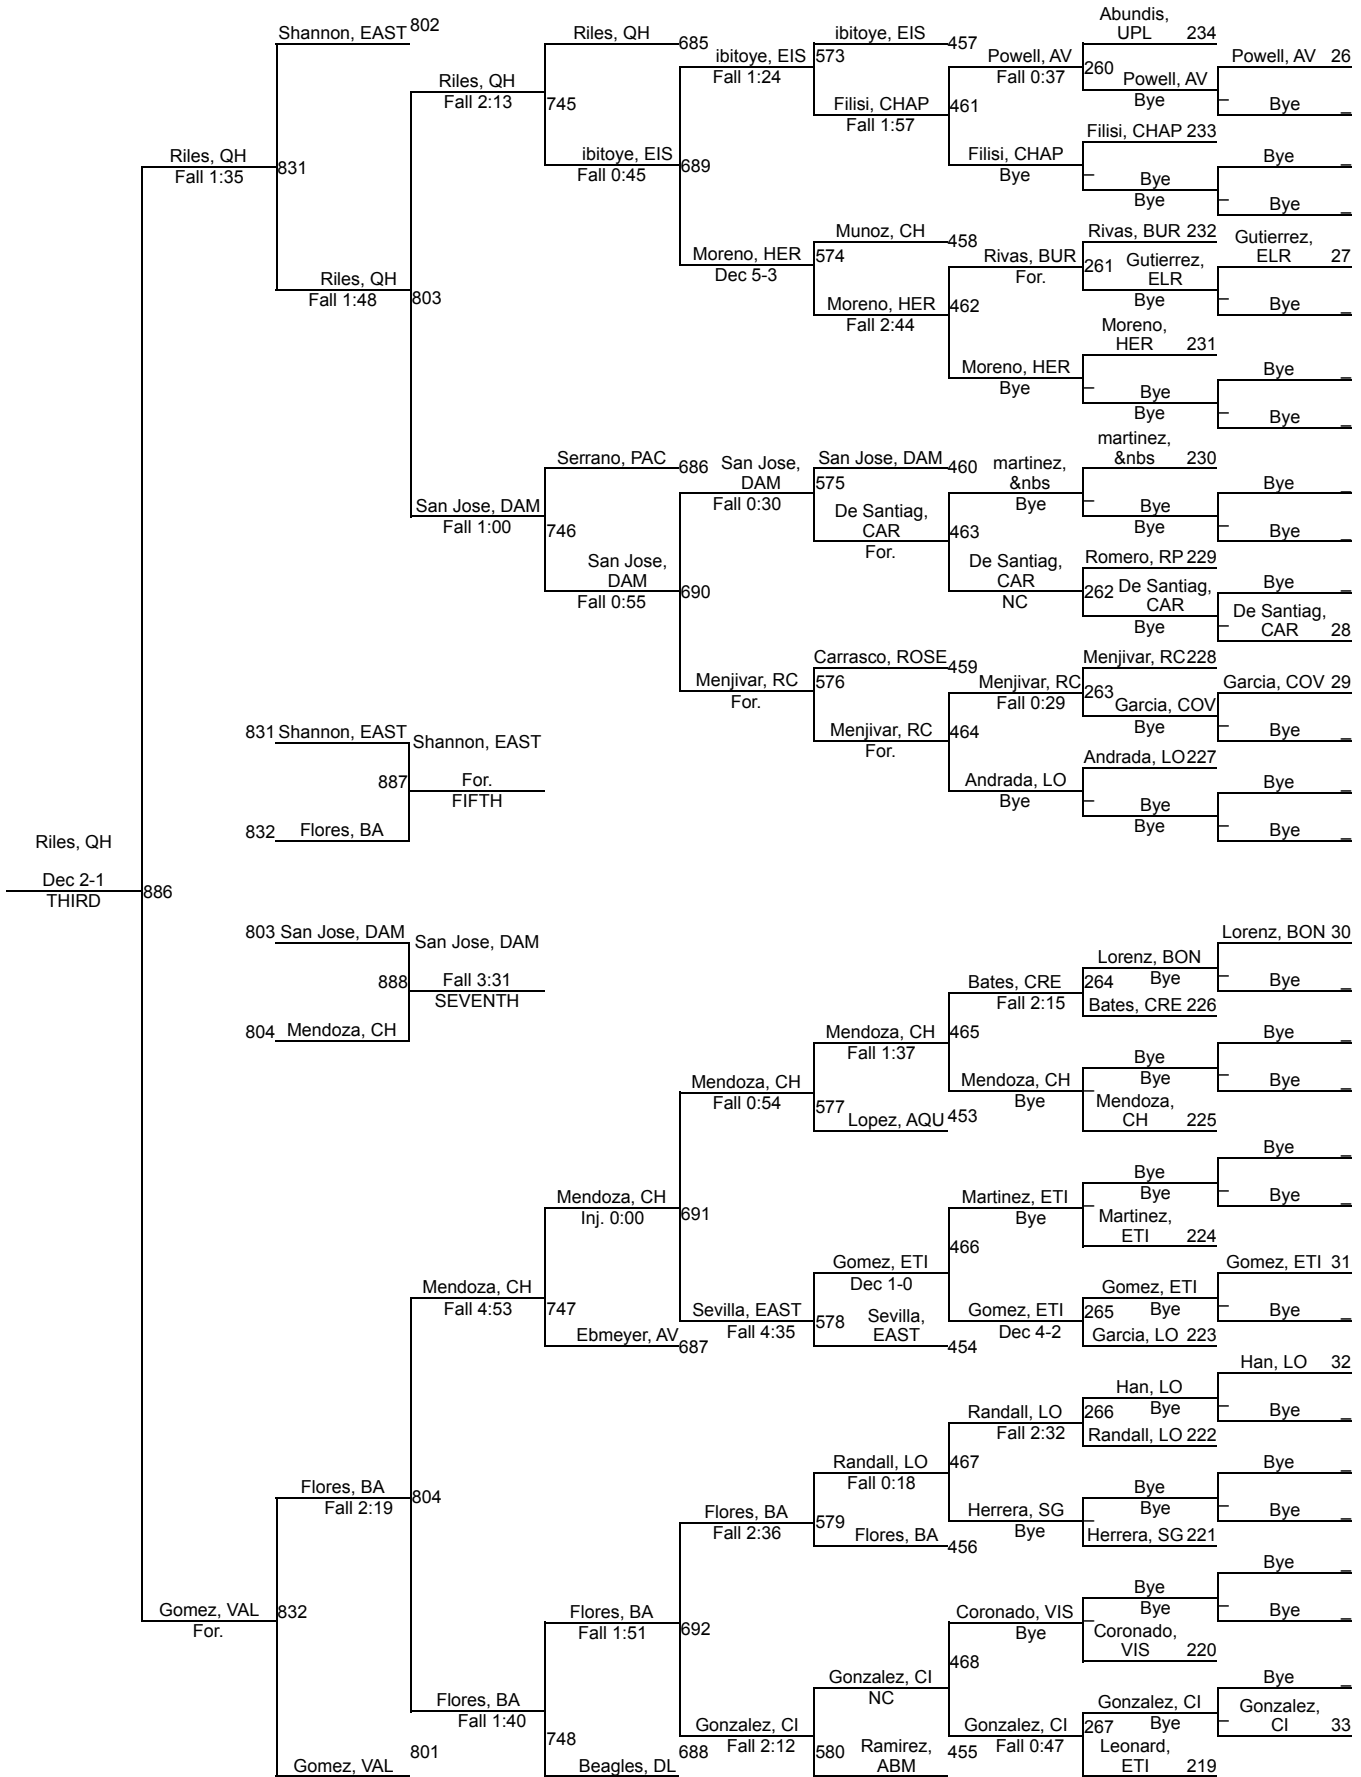 Shannon, EAST 802
Riles, QH 685
ibitoye, EIS 457
Abundis,
UPL 234
ibitoye, EIS 573
Fall 1:24
Powell, AV
Fall 0:37
260
Powell, AV
Bye
Powell, AV 26
Bye _
Riles, QH
Fall 2:13
745
Filisi, CHAP
Fall 1:57
461
Filisi, CHAP 233
Riles, QH
Fall 1:35
831
ibitoye, EIS
Fall 0:45
689
Filisi, CHAP
Bye
Bye
Bye
Bye _
Bye _
Moreno, HER
Dec 5-3
574
Munoz, CH 458
Rivas, BUR
For.
261
Rivas, BUR 232
Gutierrez,
ELR
Bye
Gutierrez,
ELR 27
Bye _
Riles, QH
Fall 1:48
803
Moreno, HER
Fall 2:44
462
Moreno,
HER 231
Moreno, HER
Bye
Bye
Bye
Bye _
Bye _
Serrano, PAC 686
San Jose,
DAM
Fall 0:30
San Jose, DAM 460
575
martinez,
&nbs
Bye
martinez,
&nbs 230
Bye
Bye
Bye _
Bye _
San Jose, DAM
Fall 1:00
746
De Santiag,
CAR
For.
463
San Jose,
DAM
Fall 0:55
690
De Santiag,
CAR
NC
Romero, RP 229
262
De Santiag,
CAR
Bye
Bye _
De Santiag,
CAR 28
Menjivar, RC
For.
576
Carrasco, ROSE 459
Menjivar, RC
Fall 0:29
263
Menjivar, RC 228
Garcia, COV
Bye
Garcia, COV 29
Bye _
Menjivar, RC
For.
464
Andrada, LO
Bye
Andrada, LO 227
Bye
Bye
Bye _
Bye _
831 Shannon, EAST
Shannon, EAST
887
For.
FIFTH
832 Flores, BA
Riles, QH
Dec 2-1
THIRD
886
803 San Jose, DAM
San Jose, DAM
888
Fall 3:31
SEVENTH
804 Mendoza, CH
Lorenz, BON 30
Bye _
Lorenz, BON
Bye
264
Bates, CRE 226
Bates, CRE
Fall 2:15
465
Mendoza, CH
Fall 1:37
Mendoza, CH
Bye
Bye
Bye
Mendoza,
CH 225
Bye _
Bye _
Mendoza, CH
Fall 0:54
577
Lopez, AQU 453
Mendoza, CH
Inj. 0:00
691
Martinez, ETI
Bye
Bye
Bye
Martinez,
ETI 224
Bye _
Bye _
466
Gomez, ETI
Dec 1-0
Gomez, ETI
Dec 4-2
Gomez, ETI
Bye
265
Garcia, LO 223
Gomez, ETI 31
Bye _
Mendoza, CH
Fall 4:53
747
Ebmeyer, AV 687
Sevilla, EAST
Fall 4:35
578
Sevilla,
EAST 454
Han, LO 32
Bye _
Han, LO
Bye
266
Randall, LO 222
Randall, LO
Fall 2:32
467
Randall, LO
Fall 0:18
Herrera, SG
Bye
Bye
Bye
Herrera, SG 221
Bye _
Bye _
Flores, BA
Fall 2:19
804
Flores, BA
Fall 2:36
579
Flores, BA 456
Flores, BA
Fall 1:51
692
Coronado, VIS
Bye
Bye
Bye
Coronado,
VIS 220
Bye _
Bye _
Gomez, VAL
For.
832
468
Gonzalez, CI
NC
Gonzalez, CI
Fall 0:47
Gonzalez, CI
Bye
267
Leonard,
ETI 219
Bye _
Gonzalez,
CI 33
Flores, BA
Fall 1:40
748
Gonzalez, CI
Fall 2:12
580
Ramirez,
ABM 455
Gomez, VAL 801
Beagles, DL 688